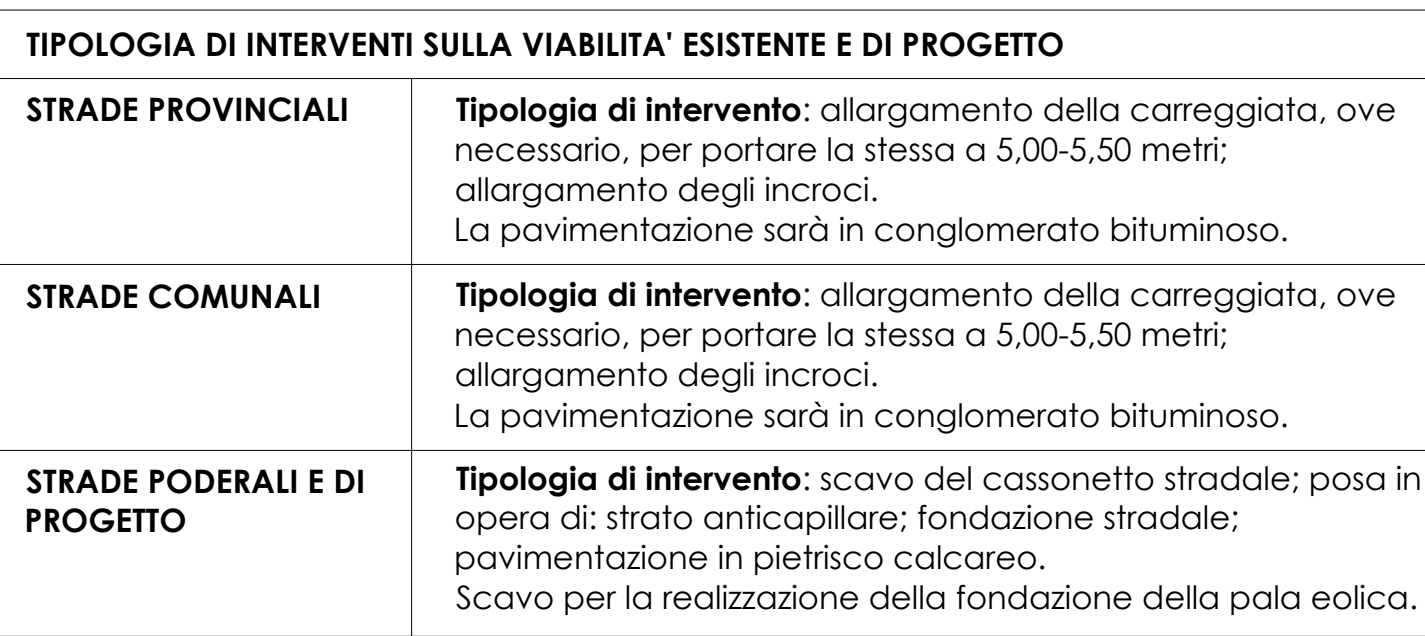 TIPOLOGIA DI INTERVENTI SULLA VIABILITA' ESISTENTE E DI PROGETTO
STRADE PROVINCIALI
Tipologia di intervento: allargamento della carreggiata, ove
necessario, per portare la stessa a 5,00-5,50 metri;
allargamento degli incroci.
La pavimentazione sarà in conglomerato bituminoso.
STRADE COMUNALI
Tipologia di intervento: allargamento della carreggiata, ove
necessario, per portare la stessa a 5,00-5,50 metri;
allargamento degli incroci.
La pavimentazione sarà in conglomerato bituminoso.
STRADE PODERALI E DI
PROGETTO
Tipologia di intervento: scavo del cassonetto stradale; posa in
opera di: strato anticapillare; fondazione stradale;
pavimentazione in pietrisco calcareo.
Scavo per la realizzazione della fondazione della pala eolica.